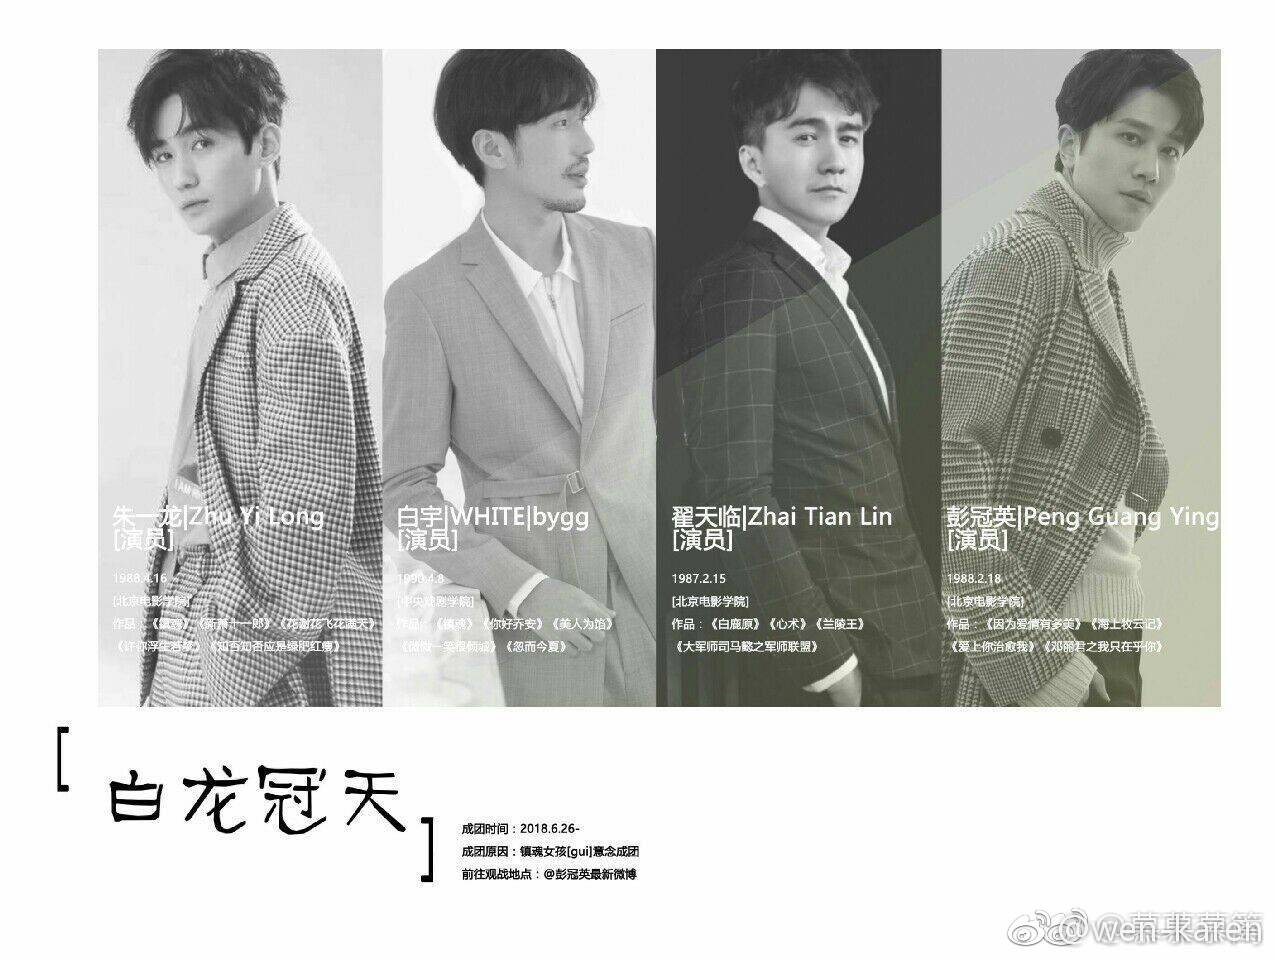 朱一龙|Zhu Yi Long
[演员]
1988.4.16
[北京电影学院]
作品：《镇魂》《新萧十一郎》《花谢花飞花满天》
《许你浮生若梦》《知否知否应是绿肥红瘦》
白宇|WHITE|bygg
[演员]
1990.4.8
[中央戏剧学院]
作品：《镇魂》《你好乔安》《美人为馅》
《微微一笑很倾城》《忽而今夏》
翟天临|Zhai Tian Lin
[演员]
1987.2.15
[北京电影学院]
作品：《白鹿原》《心术》《兰陵王》
《大军师司马懿之军师联盟》
彭冠英|Peng Guang Ying
[演员]
1988.2.18
[北京电影学院]
作品：《因为爱情有多美》《海上牧云记》
《爱上你治愈我》《邓丽君之我只在乎你》
[白龙冠天]
成团时间：2018.6.26-
成团原因：镇魂女孩[gui]意念成团
前往观战地点：@彭冠英最新微博
@wen-karen